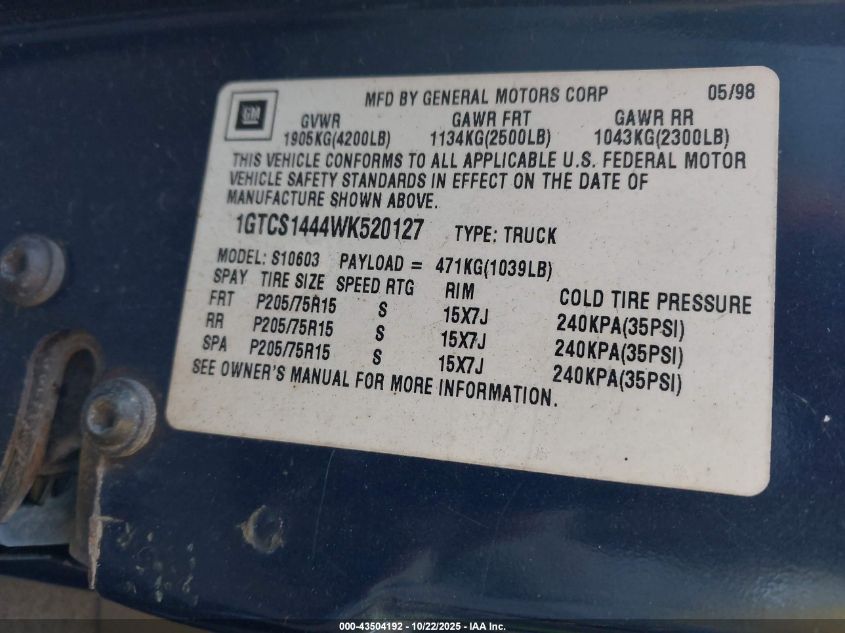 GM
MFD BY GENERAL MOTORS CORP 05/98
GVWR GAWR FRT GAWR RR
1905KG(4200LB) 1134KG(2500LB) 1043KG(2300LB)
THIS VEHICLE CONFORMS TO ALL APPLICABLE U.S. FEDERAL MOTOR
VEHICLE SAFETY STANDARDS IN EFFECT ON THE DATE OF
MANUFACTURE SHOWN ABOVE.
1GTCS1444WK520127 TYPE: TRUCK
MODEL: S10603 PAYLOAD = 471KG(1039LB)
SPAY TIRE SIZE SPEED RTG RIM COLD TIRE PRESSURE
FRT P205/75R15 S 15X7J 240KPA(35PSI)
RR P205/75R15 S 15X7J 240KPA(35PSI)
SPA P205/75R15 S 15X7J 240KPA(35PSI)
SEE OWNER'S MANUAL FOR MORE INFORMATION.
000-43504192 - 10/22/2025 - IAA Inc.